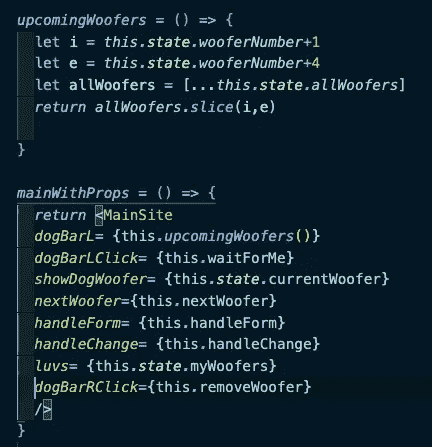 upcomingWoofers = () => {
let i = this.state.wooferNumber+1
let e = this.state.wooferNumber+4
let allWoofers = [...this.state.allWoofers]
return allWoofers.slice(i,e)
}
mainWithProps = () => {
return <MainSite
dogBarL= {this.upcomingWoofers()}
dogBarLClick= {this.waitForMe}
showDogWoofer= {this.state.currentWoofer}
nextWoofer={this.nextWoofer}
handleForm= {this.handleForm}
handleChange= {this.handleChange}
luvs= {this.state.myWoofers}
dogBarRClick={this.removeWoofer}
/>
}